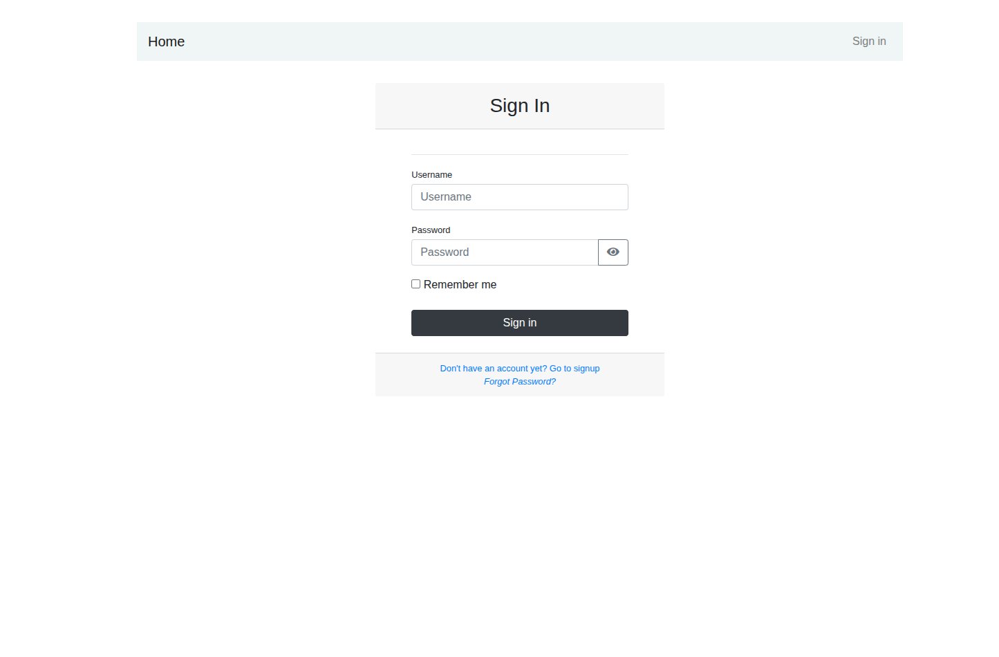 Home
Sign in
Sign In
Username
Username
Password
Password
Remember me
Sign in
Don't have an account yet? Go to signup
Forgot Password?